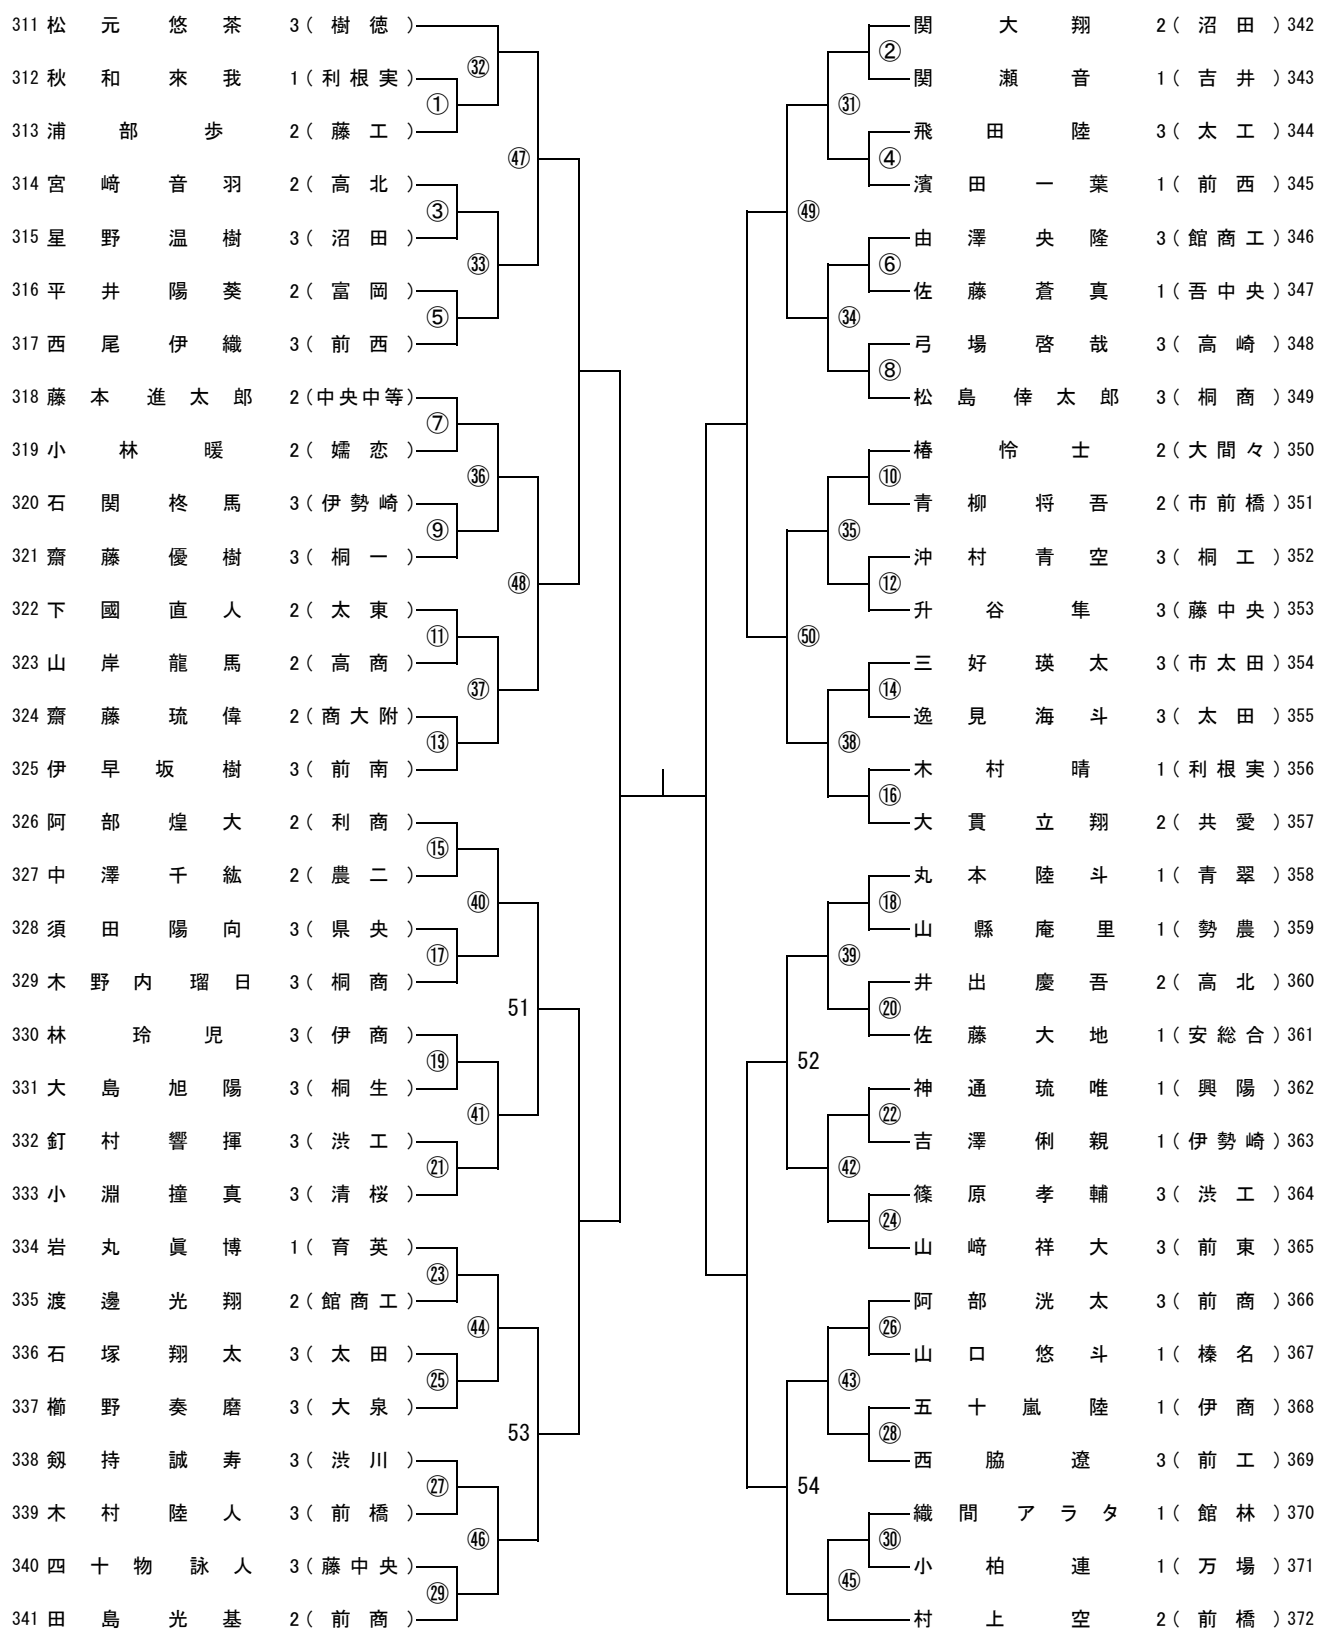 311 松元 悠茶 3(樹徳)
312 秋和 來我 1(利根実)
313 浦部 歩 2(藤工)
314 宮﨑 音羽 2(高北)
315 星野 温樹 3(沼田)
316 平井 陽葵 2(富岡)
317 西尾 伊織 3(前西)
318 藤本 進太郎 2(中央中等)
319 小林 暖 2(嬬恋)
320 石関 柊馬 3(伊勢崎)
321 齋藤 優樹 3(桐一)
322 下國 直人 2(太東)
323 山岸 龍馬 2(高商)
324 齋藤 琉偉 2(商大附)
325 伊早坂 樹 3(前南)
326 阿部 煌大 2(利商)
327 中澤 千紘 2(農二)
328 須田 陽向 3(県央)
329 木野内 瑠日 3(桐商)
330 林 玲児 3(伊商)
331 大島 旭陽 3(桐生)
332 釘村 響揮 3(渋工)
333 小淵 撞真 3(清桜)
334 岩丸 眞博 1(育英)
335 渡邊 光翔 2(館商工)
336 石塚 翔太 3(太田)
337 櫛野 奏磨 3(大泉)
338 剱持 誠寿 3(渋川)
339 木村 陸人 3(前橋)
340 四十物 詠人 3(藤中央)
341 田島 光基 2(前商)
①
③
⑤
⑦
⑨
⑪
⑬
⑮
⑰
⑲
㉑
㉓
㉕
㉗
㉙
㉜
㉝
㊱
㊲
㊵
㊶
㊹
㊻
㊼
㊽
51
53
㊾
㊿
52
54
㉛
㉞
㉟
㊳
㊴
㊷
㊸
㊺
②
④
⑥
⑧
⑩
⑫
⑭
⑯
⑱
⑳
㉒
㉔
㉖
㉘
㉚
関 大翔 2(沼田) 342
関 瀬音 1(吉井) 343
飛田 陸 3(太工) 344
濱田 一葉 1(前西) 345
由澤 央隆 3(館商工) 346
佐藤 蒼真 1(吾中央) 347
弓場 啓哉 3(高崎) 348
松島 倖太郎 3(桐商) 349
椿 怜士 2(大間々) 350
青柳 将吾 2(市前橋) 351
沖村 青空 3(桐工) 352
升谷 隼 3(藤中央) 353
三好 瑛太 3(市太田) 354
逸見 海斗 3(太田) 355
木村 晴 1(利根実) 356
大貫 立翔 2(共愛) 357
丸本 陸斗 1(青翠) 358
山縣 庵里 1(勢農) 359
井出 慶吾 2(高北) 360
佐藤 大地 1(安総合) 361
神通 琉唯 1(興陽) 362
吉澤 俐親 1(伊勢崎) 363
篠原 孝輔 3(渋工) 364
山﨑 祥大 3(前東) 365
阿部 洸太 3(前商) 366
山口 悠斗 1(榛名) 367
五十嵐 陸 1(伊商) 368
西脇 遼 3(前工) 369
織間 アラタ 1(館林) 370
小柏 連 1(万場) 371
村上 空 2(前橋) 372